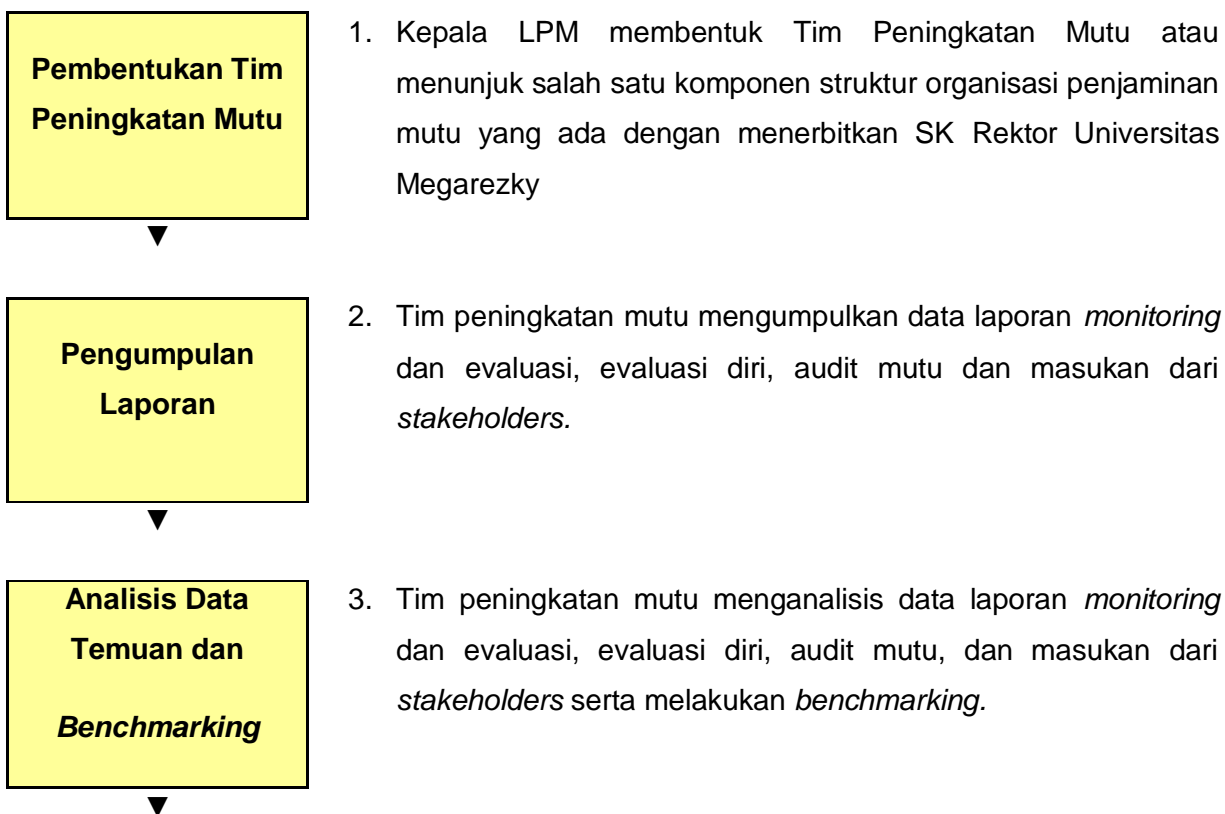 Pembentukan Tim
Peningkatan Mutu
▼
1. Kepala LPM membentuk Tim Peningkatan Mutu atau
menunjuk salah satu komponen struktur organisasi penjaminan
mutu yang ada dengan menerbitkan SK Rektor Universitas
Megarezky
Pengumpulan
Laporan
▼
2. Tim peningkatan mutu mengumpulkan data laporan monitoring
dan evaluasi, evaluasi diri, audit mutu dan masukan dari
stakeholders.
Analisis Data
Temuan dan
Benchmarking
▼
3. Tim peningkatan mutu menganalisis data laporan monitoring
dan evaluasi, evaluasi diri, audit mutu, dan masukan dari
stakeholders serta melakukan benchmarking.